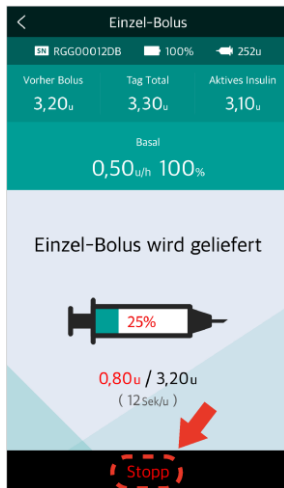 Einzel-Bolus
SN RGG00012DB 100% 252u
Vorher Bolus Tag Total Aktives Insulin
3,20u 3,30u 3,10u
Basal
0,50u/h 100%
Einzel-Bolus wird geliefert
25%
0,80u / 3,20u
( 12Sek/u )
Stopp